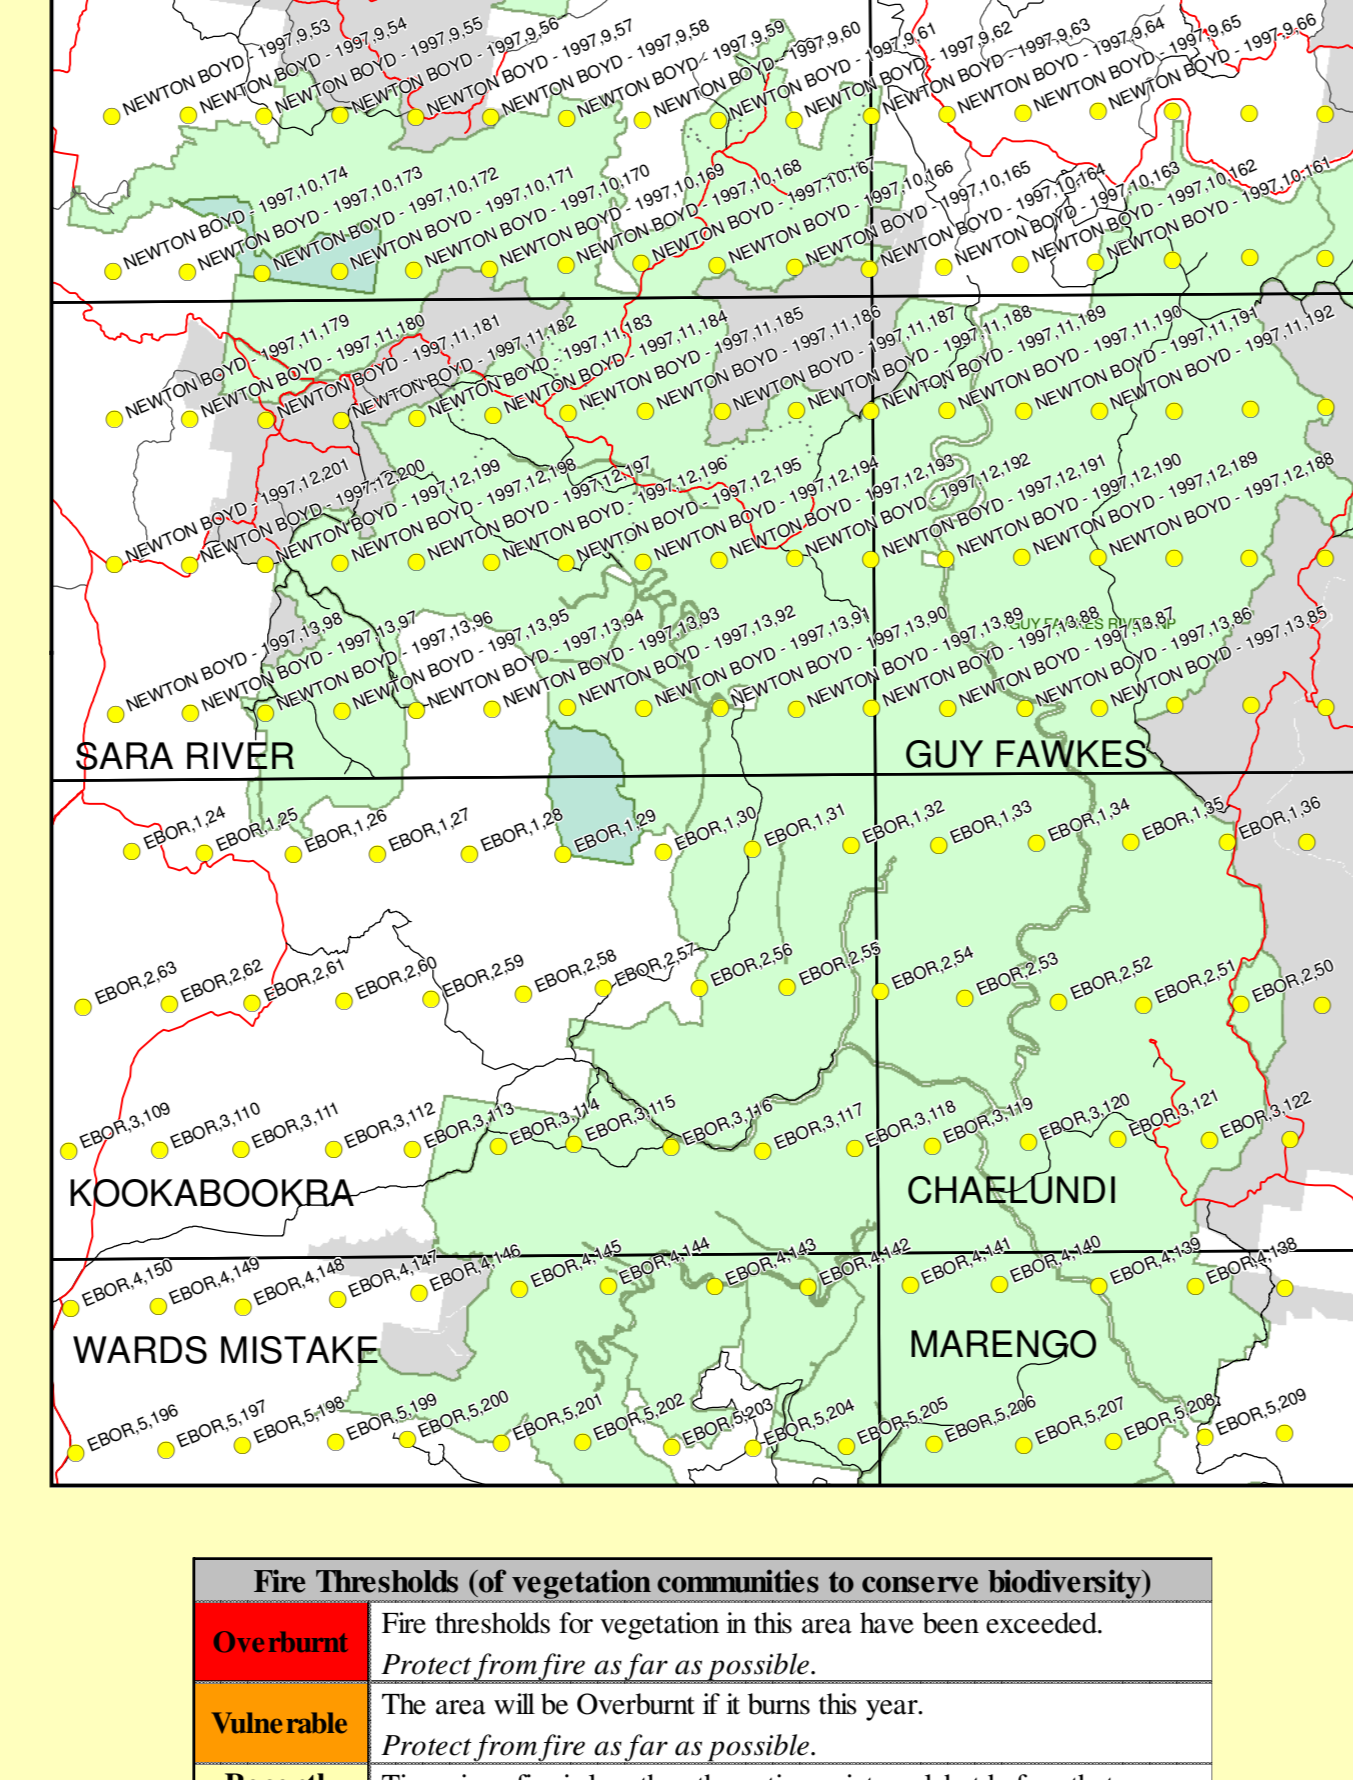 NEWTON BOYD - 1997,9,53
NEWTON BOYD - 1997,9,54
NEWTON BOYD - 1997,9,55
NEWTON BOYD - 1997,9,56
NEWTON BOYD - 1997,9,57
NEWTON BOYD - 1997,9,58
NEWTON BOYD - 1997,9,59
NEWTON BOYD - 1997,9,60
NEWTON BOYD - 1997,9,61
NEWTON BOYD - 1997,9,62
NEWTON BOYD - 1997,9,63
NEWTON BOYD - 1997,9,64
NEWTON BOYD - 1997,9,65
NEWTON BOYD - 1997,9,66
NEWTON BOYD - 1997,10,174
NEWTON BOYD - 1997,10,173
NEWTON BOYD - 1997,10,172
NEWTON BOYD - 1997,10,171
NEWTON BOYD - 1997,10,170
NEWTON BOYD - 1997,10,169
NEWTON BOYD - 1997,10,168
NEWTON BOYD - 1997,10,167
NEWTON BOYD - 1997,10,166
NEWTON BOYD - 1997,10,165
NEWTON BOYD - 1997,10,164
NEWTON BOYD - 1997,10,163
NEWTON BOYD - 1997,10,162
NEWTON BOYD - 1997,10,161
NEWTON BOYD - 1997,11,179
NEWTON BOYD - 1997,11,180
NEWTON BOYD - 1997,11,181
NEWTON BOYD - 1997,11,182
NEWTON BOYD - 1997,11,183
NEWTON BOYD - 1997,11,184
NEWTON BOYD - 1997,11,185
NEWTON BOYD - 1997,11,186
NEWTON BOYD - 1997,11,187
NEWTON BOYD - 1997,11,188
NEWTON BOYD - 1997,11,189
NEWTON BOYD - 1997,11,190
NEWTON BOYD - 1997,11,191
NEWTON BOYD - 1997,11,192
NEWTON BOYD - 1997,12,201
NEWTON BOYD - 1997,12,200
NEWTON BOYD - 1997,12,199
NEWTON BOYD - 1997,12,198
NEWTON BOYD - 1997,12,197
NEWTON BOYD - 1997,12,196
NEWTON BOYD - 1997,12,195
NEWTON BOYD - 1997,12,194
NEWTON BOYD - 1997,12,193
NEWTON BOYD - 1997,12,192
NEWTON BOYD - 1997,12,191
NEWTON BOYD - 1997,12,190
NEWTON BOYD - 1997,12,189
NEWTON BOYD - 1997,12,188
GUY FAWKES RIVER NP
NEWTON BOYD - 1997,13,98
NEWTON BOYD - 1997,13,97
NEWTON BOYD - 1997,13,96
NEWTON BOYD - 1997,13,95
NEWTON BOYD - 1997,13,94
NEWTON BOYD - 1997,13,93
NEWTON BOYD - 1997,13,92
NEWTON BOYD - 1997,13,91
NEWTON BOYD - 1997,13,90
NEWTON BOYD - 1997,13,89
NEWTON BOYD - 1997,13,88
NEWTON BOYD - 1997,13,87
NEWTON BOYD - 1997,13,86
NEWTON BOYD - 1997,13,85
SARA RIVER
GUY FAWKES
EBOR,1,24
EBOR,1,25
EBOR,1,26
EBOR,1,27
EBOR,1,28
EBOR,1,29
EBOR,1,30
EBOR,1,31
EBOR,1,32
EBOR,1,33
EBOR,1,34
EBOR,1,35
EBOR,1,36
EBOR,2,63
EBOR,2,62
EBOR,2,61
EBOR,2,60
EBOR,2,59
EBOR,2,58
EBOR,2,57
EBOR,2,56
EBOR,2,55
EBOR,2,54
EBOR,2,53
EBOR,2,52
EBOR,2,51
EBOR,2,50
EBOR,3,109
EBOR,3,110
EBOR,3,111
EBOR,3,112
EBOR,3,113
EBOR,3,114
EBOR,3,115
EBOR,3,116
EBOR,3,117
EBOR,3,118
EBOR,3,119
EBOR,3,120
EBOR,3,121
EBOR,3,122
KOOKABOOKRA
CHAELUNDI
EBOR,4,150
EBOR,4,149
EBOR,4,148
EBOR,4,147
EBOR,4,146
EBOR,4,145
EBOR,4,144
EBOR,4,143
EBOR,4,142
EBOR,4,141
EBOR,4,140
EBOR,4,139
EBOR,4,138
WARDS MISTAKE
MARENGO
EBOR,5,196
EBOR,5,197
EBOR,5,198
EBOR,5,199
EBOR,5,200
EBOR,5,201
EBOR,5,202
EBOR,5,203
EBOR,5,204
EBOR,5,205
EBOR,5,206
EBOR,5,207
EBOR,5,208
EBOR,5,209
Fire Thresholds (of vegetation communities to conserve biodiversity)
Overburnt
Fire thresholds for vegetation in this area have been exceeded.
Protect from fire as far as possible.
Vulnerable
The area will be Overburnt if it burns this year.
Protect from fire as far as possible.